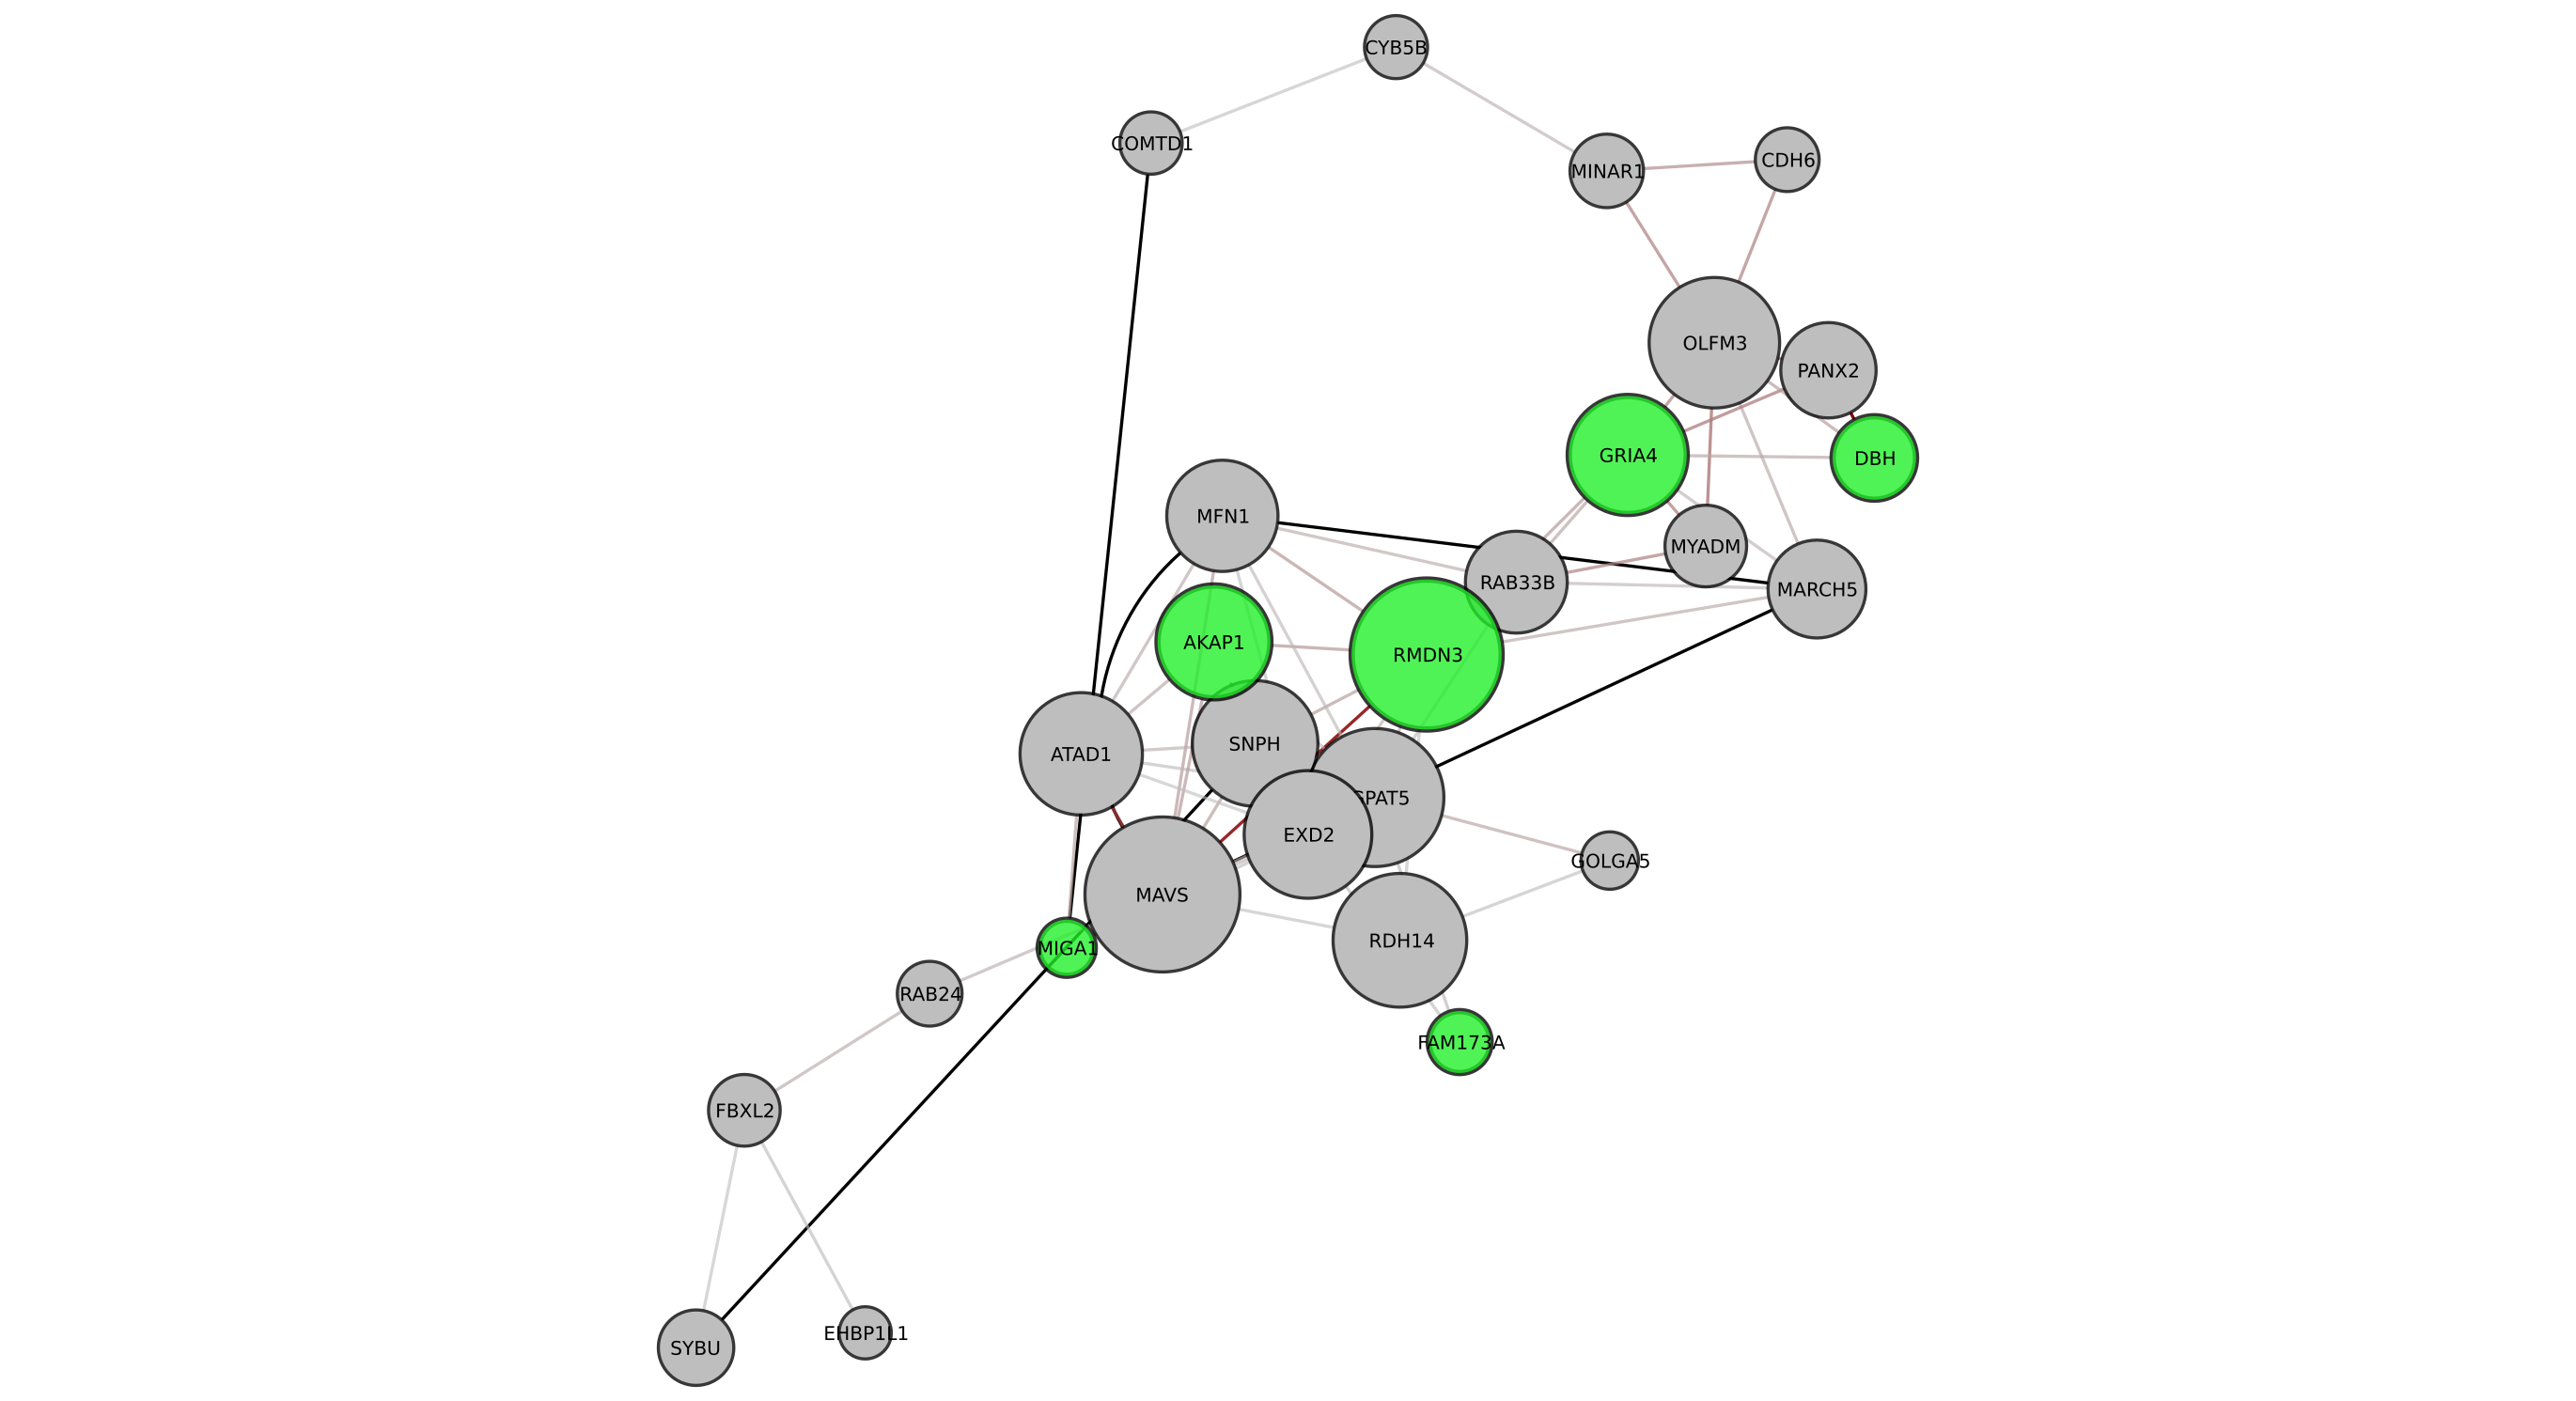 CYB5B
COMTD1
CDH6
MINAR1
OLFM3
PANX2
GRIA4
DBH
MFN1
MYADM
RAB33B
MARCH5
AKAP1
RMDN3
SNPH
ATAD1
EXD2
GOLGA5
MAVS
RDH14
MIGA1
RAB24
FAM173A
FBXL2
EHBP1L1
SYBU